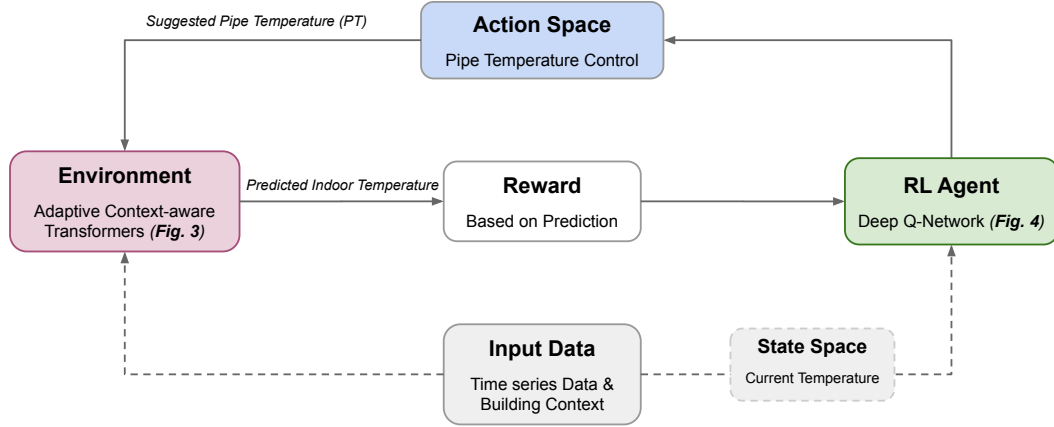 Suggested Pipe Temperature (PT)
Action Space
Pipe Temperature Control
Environment
Adaptive Context-aware
Transformers (Fig. 3)
Predicted Indoor Temperature
Reward
Based on Prediction
RL Agent
Deep Q-Network (Fig. 4)
Input Data
Time series Data &
Building Context
State Space
Current Temperature